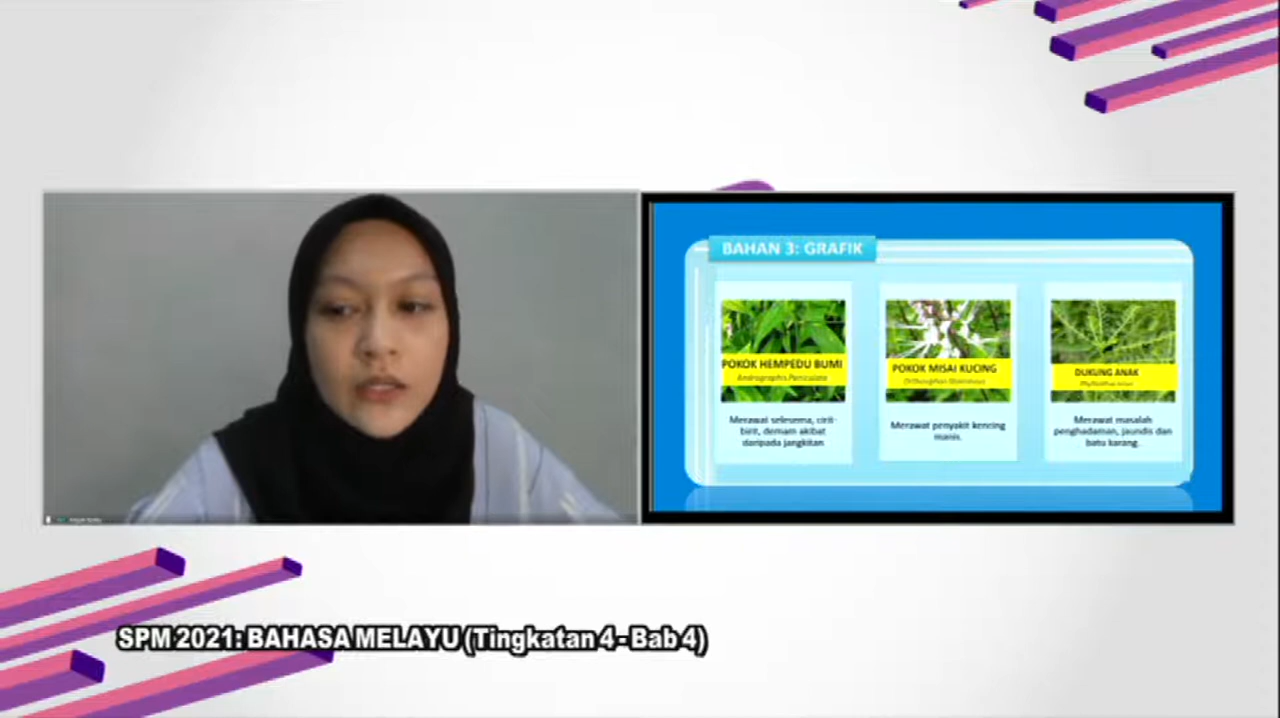 BAHAN 3: GRAFIK
POKOK HEMPEDU BUMI
Andrographis Paniculata
Merawat selesema, cirit-
birit, demam akibat
daripada jangkitan
POKOK MISAI KUCING
Merawat penyakit kencing
manis.
DUKUNG ANAK
Merawat masalah
penghadaman, jaundis dan
batu karang.
SPM 2021: BAHASA MELAYU (Tingkatan 4 - Bab 4)